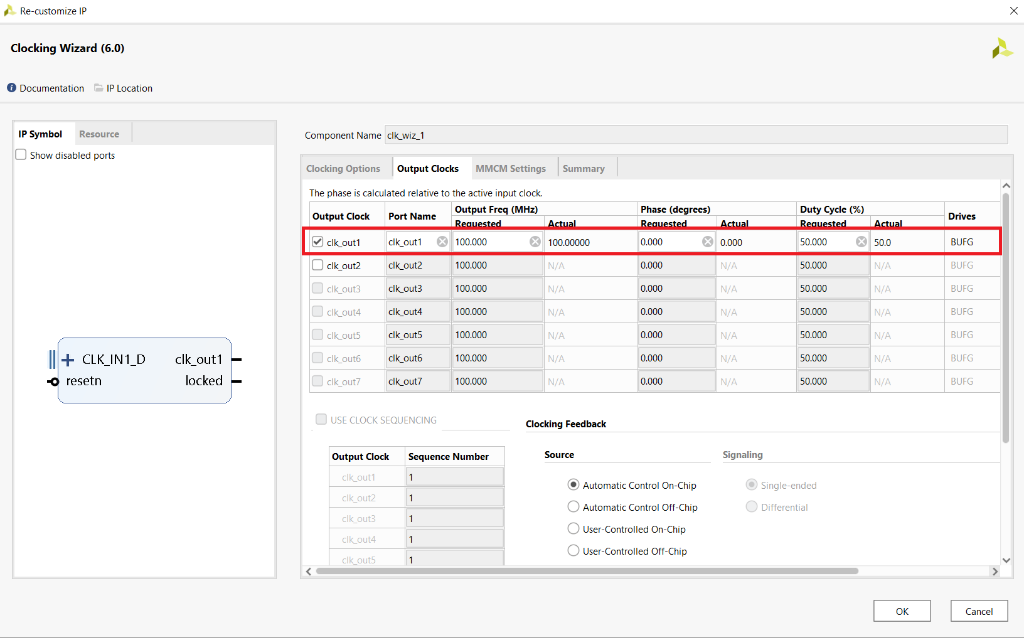 Re-customize IP
Clocking Wizard (6.0)
Documentation IP Location
IP Symbol Resource
Show disabled ports
CLK_IN1_D clk_out1
resetn locked
Component Name clk_wiz_1
Clocking Options Output Clocks MMCM Settings Summary
The phase is calculated relative to the active input clock.
Output Clock Port Name Output Freq (MHz) Phase (degrees) Duty Cycle (%) Drives
Requested Actual Requested Actual Requested Actual
clk_out1 clk_out1 100.000 100.00000 0.000 0.000 50.000 50.0 BUFG
clk_out2 clk_out2 100.000 N/A 0.000 N/A 50.000 N/A BUFG
clk_out3 clk_out3 100.000 N/A 0.000 N/A 50.000 N/A BUFG
clk_out4 clk_out4 100.000 N/A 0.000 N/A 50.000 N/A BUFG
clk_out5 clk_out5 100.000 N/A 0.000 N/A 50.000 N/A BUFG
clk_out6 clk_out6 100.000 N/A 0.000 N/A 50.000 N/A BUFG
clk_out7 clk_out7 100.000 N/A 0.000 N/A 50.000 N/A BUFG
USE CLOCK SEQUENCING
Output Clock Sequence Number
clk_out1 1
clk_out2 1
clk_out3 1
clk_out4 1
clk_out5 1
Clocking Feedback
Source Signaling
Automatic Control On-Chip Single-ended
Automatic Control Off-Chip Differential
User-Controlled On-Chip
User-Controlled Off-Chip
OK Cancel